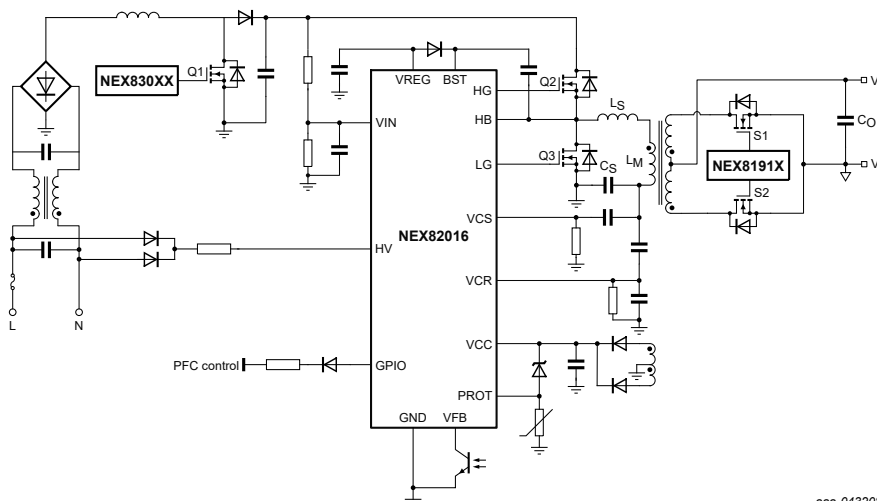 NEX830XX
Q1
VREG
BST
VIN
HG
Q2
HB
LG
Q3
LS
LM
CS
S1
NEX8191X
S2
CO
V
V
NEX82016
VCS
HV
VCR
L
N
PFC control
GPIO
VCC
PROT
GND
VFB